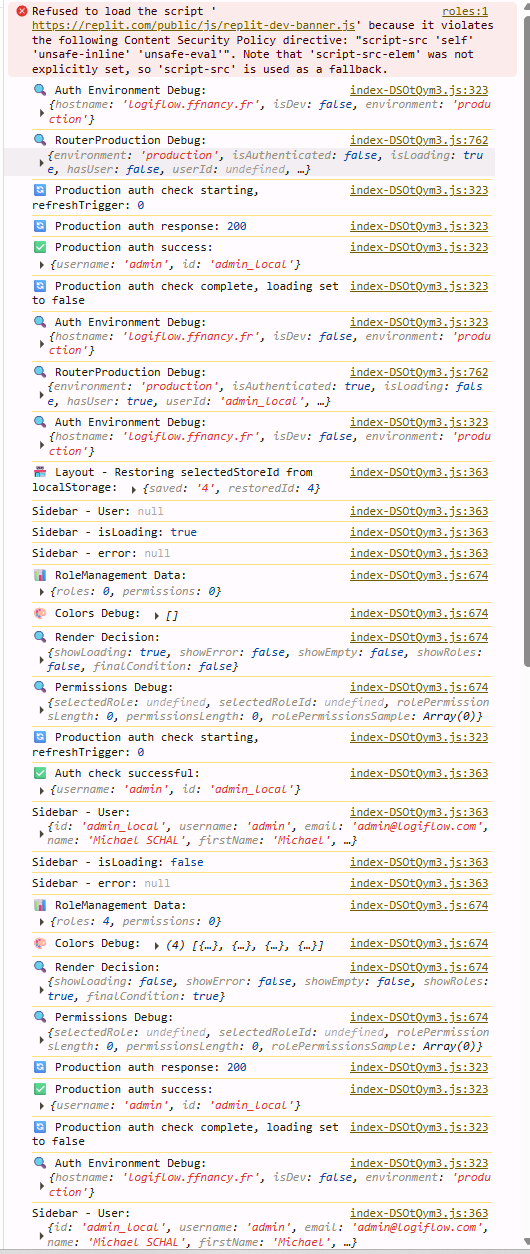 Refused to load the script ' roles:1
https://replit.com/public/js/replit-dev-banner.js' because it violates
the following Content Security Policy directive: "script-src 'self'
'unsafe-inline' 'unsafe-eval'". Note that 'script-src-elem' was not
explicitly set, so 'script-src' is used as a fallback.
Auth Environment Debug: index-DSOtQym3.js:323
{hostname: 'logiflow.ffnancy.fr', isDev: false, environment: 'produ
ction'}
RouterProduction Debug: index-DSOtQym3.js:762
{environment: 'production', isAuthenticated: false, isLoading: tru
e, hasUser: false, userId: undefined, …}
Production auth check starting, index-DSOtQym3.js:323
refreshTrigger: 0
Production auth response: 200 index-DSOtQym3.js:323
Production auth success: index-DSOtQym3.js:323
{username: 'admin', id: 'admin_local'}
Production auth check complete, loading set index-DSOtQym3.js:323
to false
Auth Environment Debug: index-DSOtQym3.js:323
{hostname: 'logiflow.ffnancy.fr', isDev: false, environment: 'produ
ction'}
RouterProduction Debug: index-DSOtQym3.js:762
{environment: 'production', isAuthenticated: true, isLoading: fals
e, hasUser: true, userId: 'admin_local', …}
Auth Environment Debug: index-DSOtQym3.js:323
{hostname: 'logiflow.ffnancy.fr', isDev: false, environment: 'produ
ction'}
Layout - Restoring selectedStoreId from index-DSOtQym3.js:363
localStorage: {saved: '4', restoredId: 4}
Sidebar - User: null index-DSOtQym3.js:363
Sidebar - isLoading: true index-DSOtQym3.js:363
Sidebar - error: null index-DSOtQym3.js:363
RoleManagement Data: index-DSOtQym3.js:674
{roles: 0, permissions: 0}
Colors Debug: [] index-DSOtQym3.js:674
Render Decision: index-DSOtQym3.js:674
{showLoading: true, showError: false, showEmpty: false, showRoles:
false, finalCondition: false}
Permissions Debug: index-DSOtQym3.js:674
{selectedRole: undefined, selectedRoleId: undefined, rolePermission
sLength: 0, permissionsLength: 0, rolePermissionsSample: Array(0)}
Production auth check starting, index-DSOtQym3.js:323
refreshTrigger: 0
Auth check successful: index-DSOtQym3.js:363
{username: 'admin', id: 'admin_local'}
Sidebar - User: index-DSOtQym3.js:363
{id: 'admin_local', username: 'admin', email: 'admin@logiflow.com',
name: 'Michael SCHAL', firstName: 'Michael', …}
Sidebar - isLoading: false index-DSOtQym3.js:363
Sidebar - error: null index-DSOtQym3.js:363
RoleManagement Data: index-DSOtQym3.js:674
{roles: 4, permissions: 0}
Colors Debug: (4) [{…}, {…}, {…}, {…}] index-DSOtQym3.js:674
Render Decision: index-DSOtQym3.js:674
{showLoading: false, showError: false, showEmpty: false, showRoles:
true, finalCondition: true}
Permissions Debug: index-DSOtQym3.js:674
{selectedRole: undefined, selectedRoleId: undefined, rolePermission
sLength: 0, permissionsLength: 0, rolePermissionsSample: Array(0)}
Production auth response: 200 index-DSOtQym3.js:323
Production auth success: index-DSOtQym3.js:323
{username: 'admin', id: 'admin_local'}
Production auth check complete, loading set index-DSOtQym3.js:323
to false
Auth Environment Debug: index-DSOtQym3.js:323
{hostname: 'logiflow.ffnancy.fr', isDev: false, environment: 'produ
ction'}
Sidebar - User: index-DSOtQym3.js:363
{id: 'admin_local', username: 'admin', email: 'admin@logiflow.com',
name: 'Michael SCHAL', firstName: 'Michael', …}